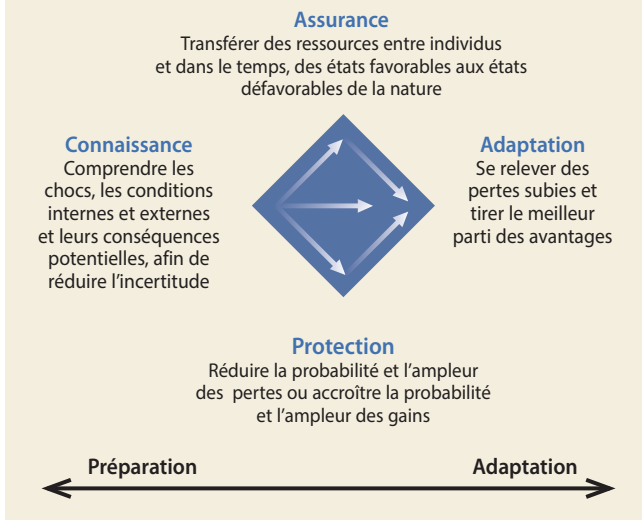 Assurance
Transférer des ressources entre individus
et dans le temps, des états favorables aux états
défavorables de la nature
Connaissance
Comprendre les
chocs, les conditions
internes et externes
et leurs conséquences
potentielles, afin de
réduire l’incertitude
Adaptation
Se relever des
pertes subies et
tirer le meilleur
parti des avantages
Protection
Réduire la probabilité et l’ampleur
des pertes ou accroître la probabilité
et l’ampleur des gains
Préparation
Adaptation